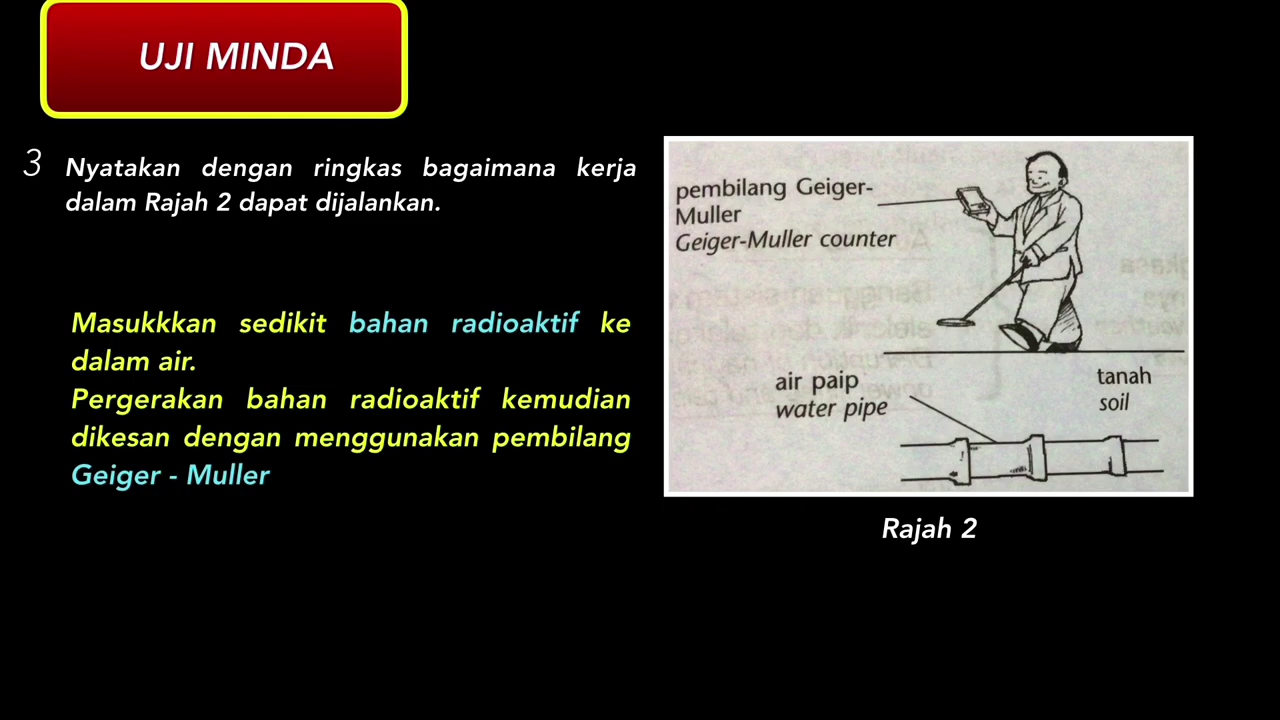 UJI MINDA
3 Nyatakan dengan ringkas bagaimana kerja
dalam Rajah 2 dapat dijalankan.
Masukkkan sedikit bahan radioaktif ke
dalam air.
Pergerakan bahan radioaktif kemudian
dikesan dengan menggunakan pembilang
Geiger - Muller
pembilang Geiger-
Muller
Geiger-Muller counter
air paip
water pipe
tanah
soil
Rajah 2